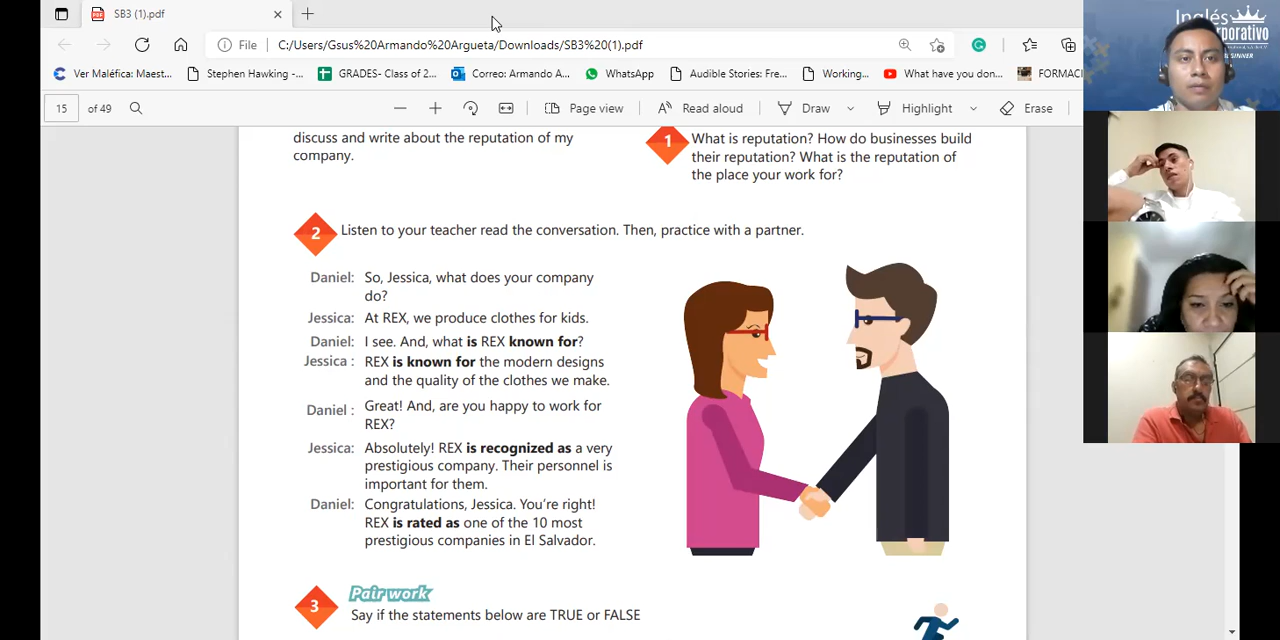 SB3 (1).pdf
File C:/Users/Gsus%20Armando%20Argueta/Downloads/SB3%20(1).pdf
Ver Maléfica: Maest... Stephen Hawking -... GRADES- Class of 2... Correo: Armando A... WhatsApp Audible Stories: Fre... Working... What have you don... FORMACI
15 of 49 Page view Read aloud Draw Highlight Erase
Inglés
discuss and write about the reputation of my
company.
1 What is reputation? How do businesses build
their reputation? What is the reputation of
the place your work for?
2 Listen to your teacher read the conversation. Then, practice with a partner.
Daniel: So, Jessica, what does your company
do?
Jessica: At REX, we produce clothes for kids.
Daniel: I see. And, what is REX known for?
Jessica : REX is known for the modern designs
and the quality of the clothes we make.
Daniel : Great! And, are you happy to work for
REX?
Jessica: Absolutely! REX is recognized as a very
prestigious company. Their personnel is
important for them.
Daniel: Congratulations, Jessica. You're right!
REX is rated as one of the 10 most
prestigious companies in El Salvador.
3 Pair work
Say if the statements below are TRUE or FALSE